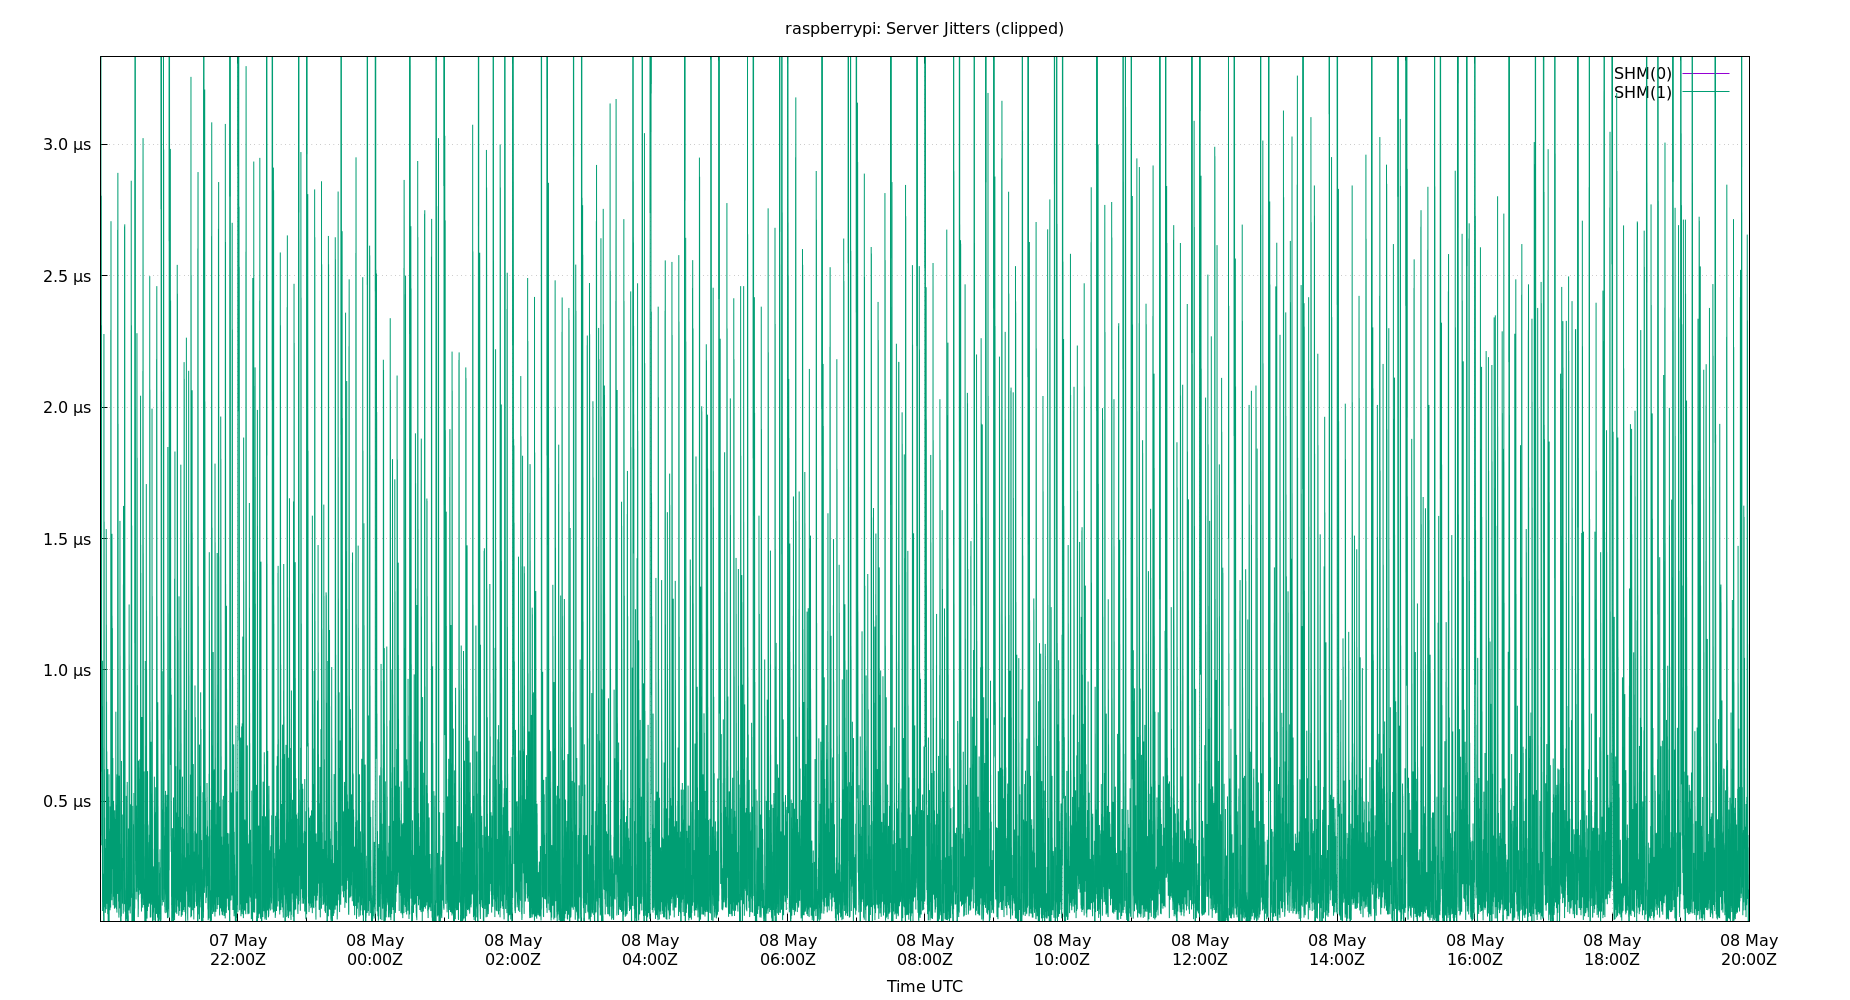 raspberrypi: Server Jitters (clipped)
SHM(0)
SHM(1)
3.0 µs
2.5 µs
2.0 µs
1.5 µs
1.0 µs
0.5 µs
07 May 08 May 08 May 08 May 08 May 08 May 08 May 08 May 08 May 08 May 08 May 08 May
22:00Z 00:00Z 02:00Z 04:00Z 06:00Z 08:00Z 10:00Z 12:00Z 14:00Z 16:00Z 18:00Z 20:00Z
Time UTC